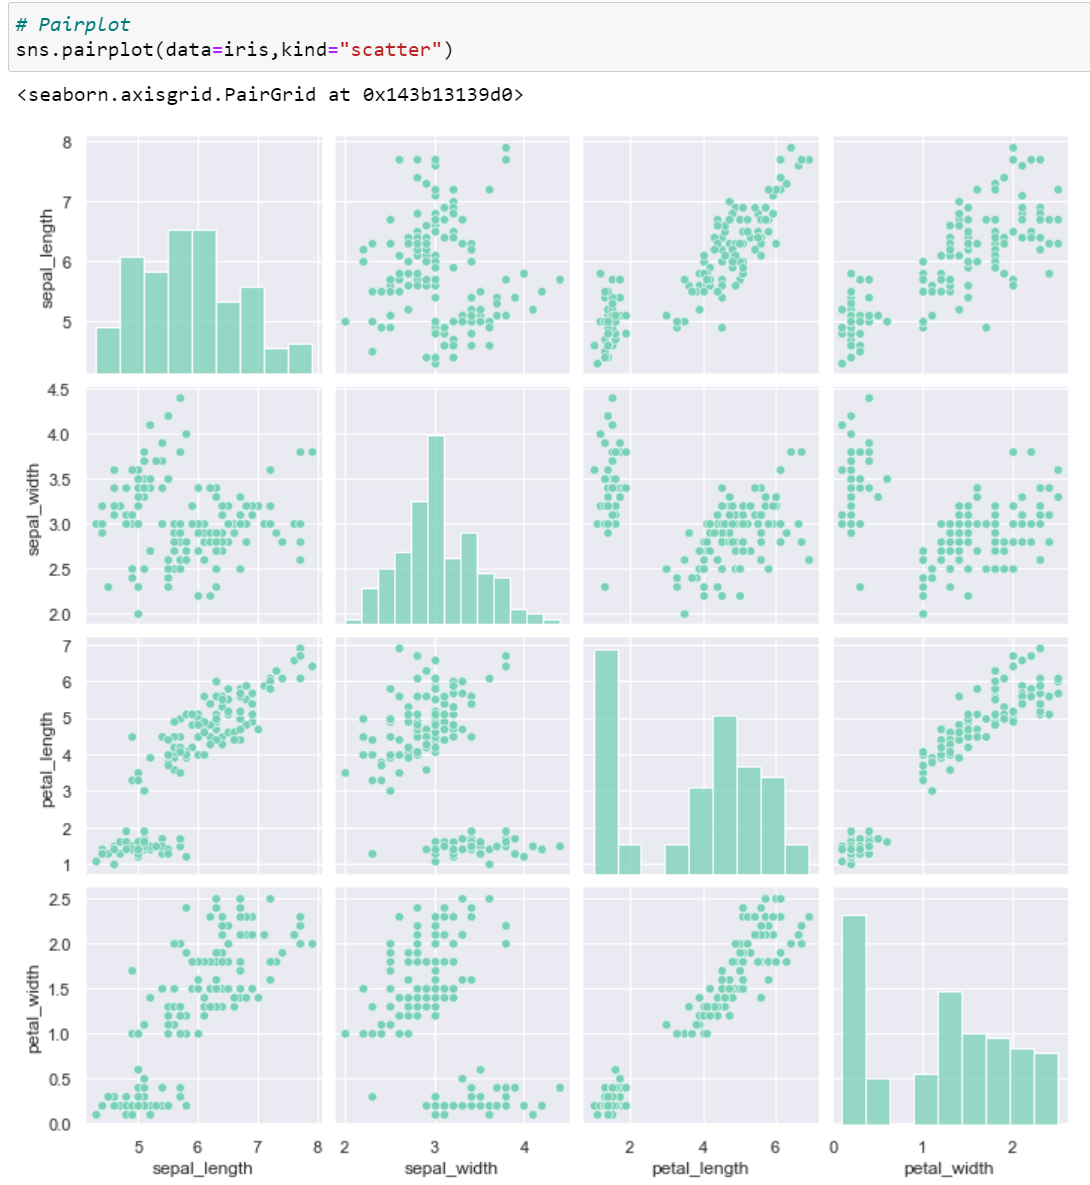 # Pairplot
sns.pairplot(data=iris,kind="scatter")
<seaborn.axisgrid.PairGrid at 0x143b13139d0>
8
7
6
5
sepal_length
4.5
4.0
3.5
3.0
2.5
2.0
sepal_width
7
6
5
4
3
2
1
petal_length
2.5
2.0
1.5
1.0
0.5
0.0
petal_width
5 6 7 8
sepal_length
2 3 4
sepal_width
2 4 6
petal_length
0 1 2
petal_width